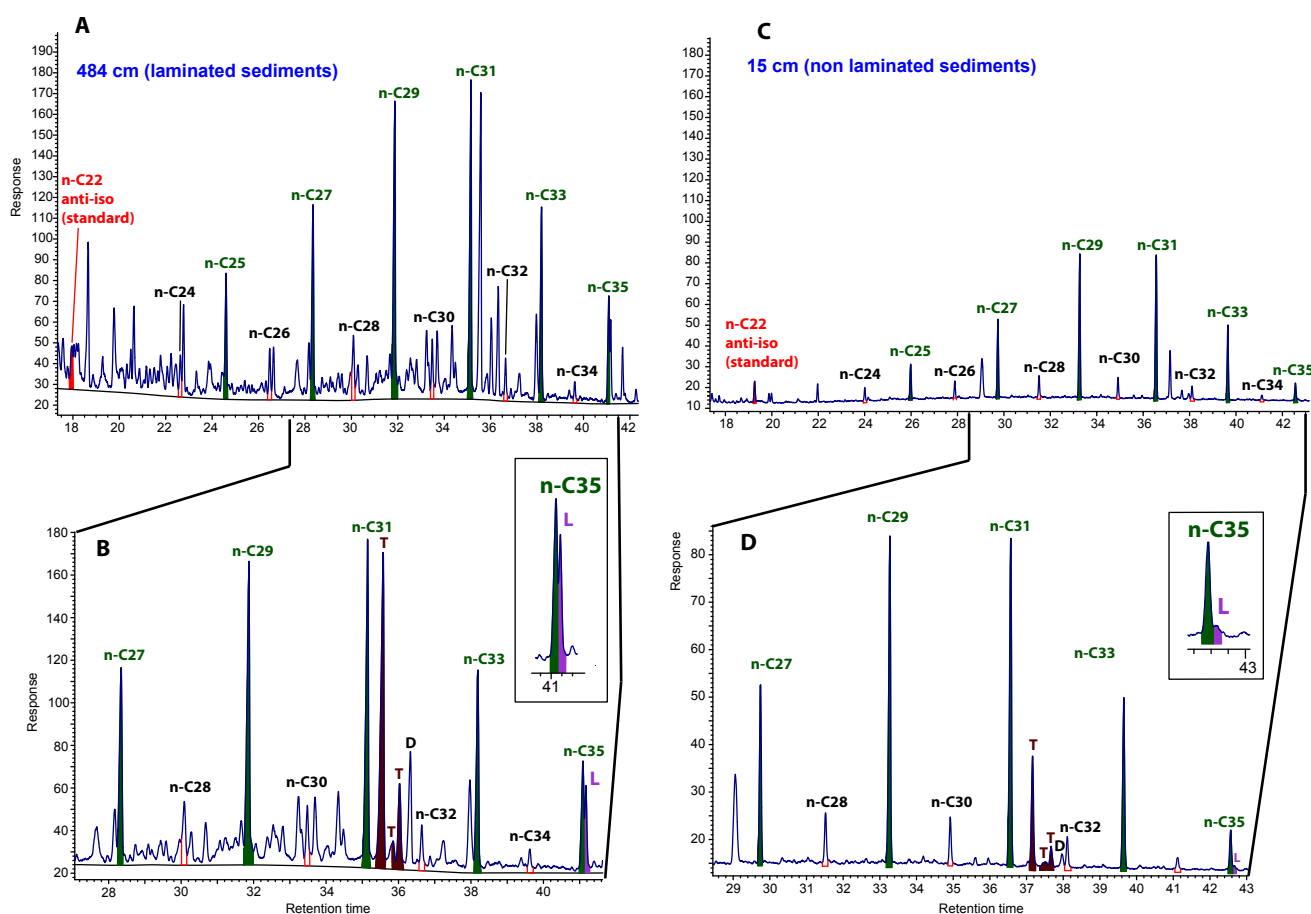 A
484 cm (laminated sediments)
Response
190
180
170
160
150
140
130
120
110
100
90
80
70
60
50
40
30
20
n-C22
anti-iso
(standard)
n-C24
n-C25
n-C26
n-C27
n-C28
n-C29
n-C30
n-C31
n-C32
n-C33
n-C34
n-C35
18 20 22 24 26 28 30 32 34 36 38 40 42
C
15 cm (non laminated sediments)
Response
180
170
160
150
140
130
120
110
100
90
80
70
60
50
40
30
20
10
n-C22
anti-iso
(standard)
n-C24
n-C25
n-C26
n-C27
n-C28
n-C29
n-C30
n-C31
n-C32
n-C33
n-C34
n-C35
18 20 22 24 26 28 30 32 34 36 38 40 42
B
Response
180
160
140
120
100
80
60
40
20
n-C27
n-C28
n-C29
n-C30
n-C31
T
T
T
D
n-C32
n-C33
n-C34
n-C35
L
n-C35
L
41
28 30 32 34 36 38 40
Retention time
D
Response
80
70
60
50
40
30
20
n-C27
n-C28
n-C29
n-C30
n-C31
T
T
T
D
n-C32
n-C33
n-C35
L
n-C35
L
43
29 30 31 32 33 34 35 36 37 38 39 40 41 42 43
Retention time